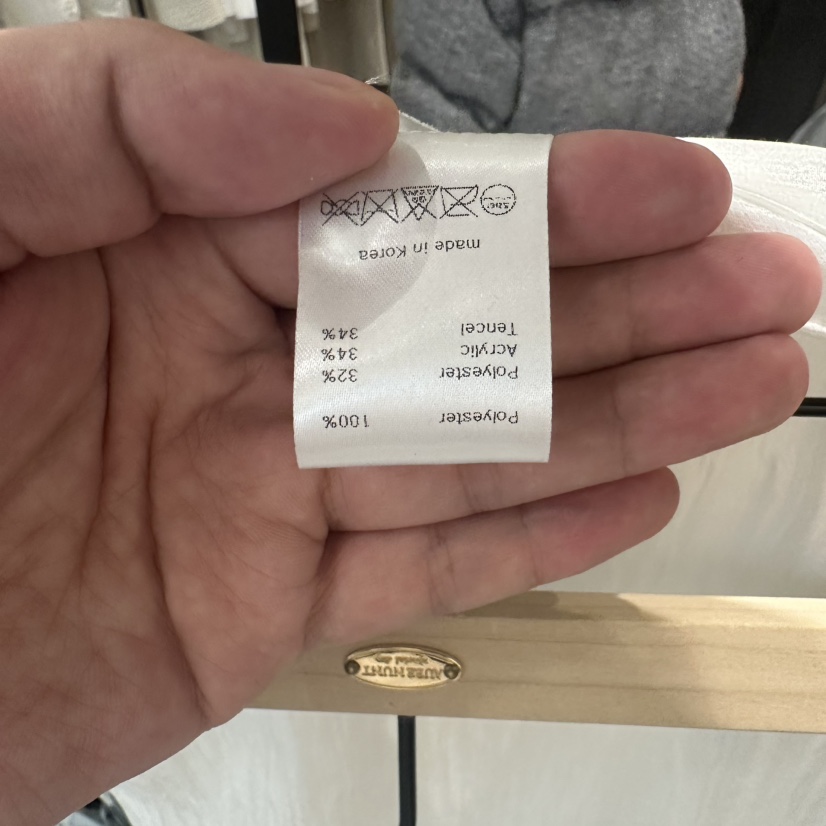 Polyester 100%
Polyester 32%
Acrylic 34%
Tencel 34%
made in Korea